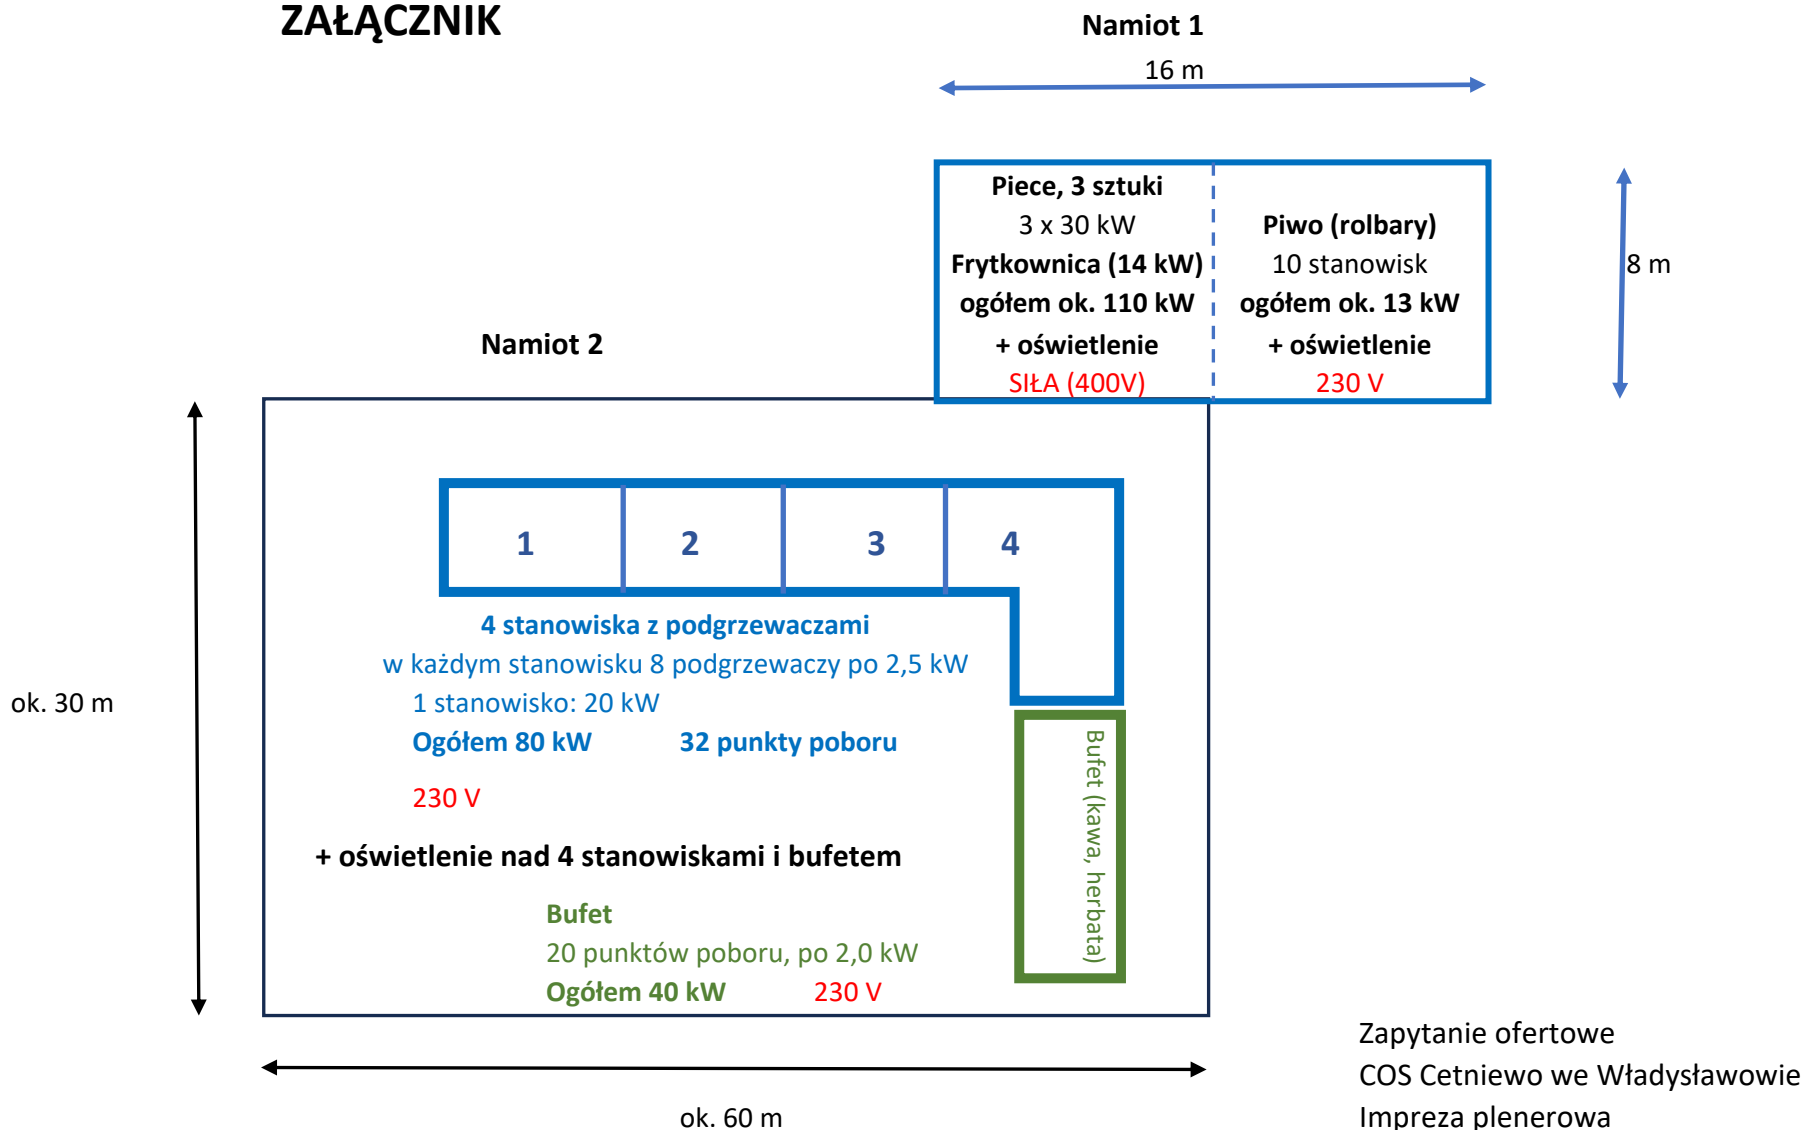 ZAŁĄCZNIK
Namiot 1
16 m
Piece, 3 sztuki
3 x 30 kW
Frytkownica (14 kW)
ogółem ok. 110 kW
+ oświetlenie
SIŁA (400V)
Piwo (rolbary)
10 stanowisk
ogółem ok. 13 kW
+ oświetlenie
230 V
8 m
Namiot 2
1 2 3 4
4 stanowiska z podgrzewaczami
w każdym stanowisku 8 podgrzewaczy po 2,5 kW
1 stanowisko: 20 kW
Ogółem 80 kW 32 punkty poboru
230 V
ok. 30 m
+ oświetlenie nad 4 stanowiskami i bufetem
Bufet (kawa, herbata)
Bufet
20 punktów poboru, po 2,0 kW
Ogółem 40 kW 230 V
ok. 60 m
Zapytanie ofertowe
COS Cetniewo we Władysławowie
Impreza plenerowa